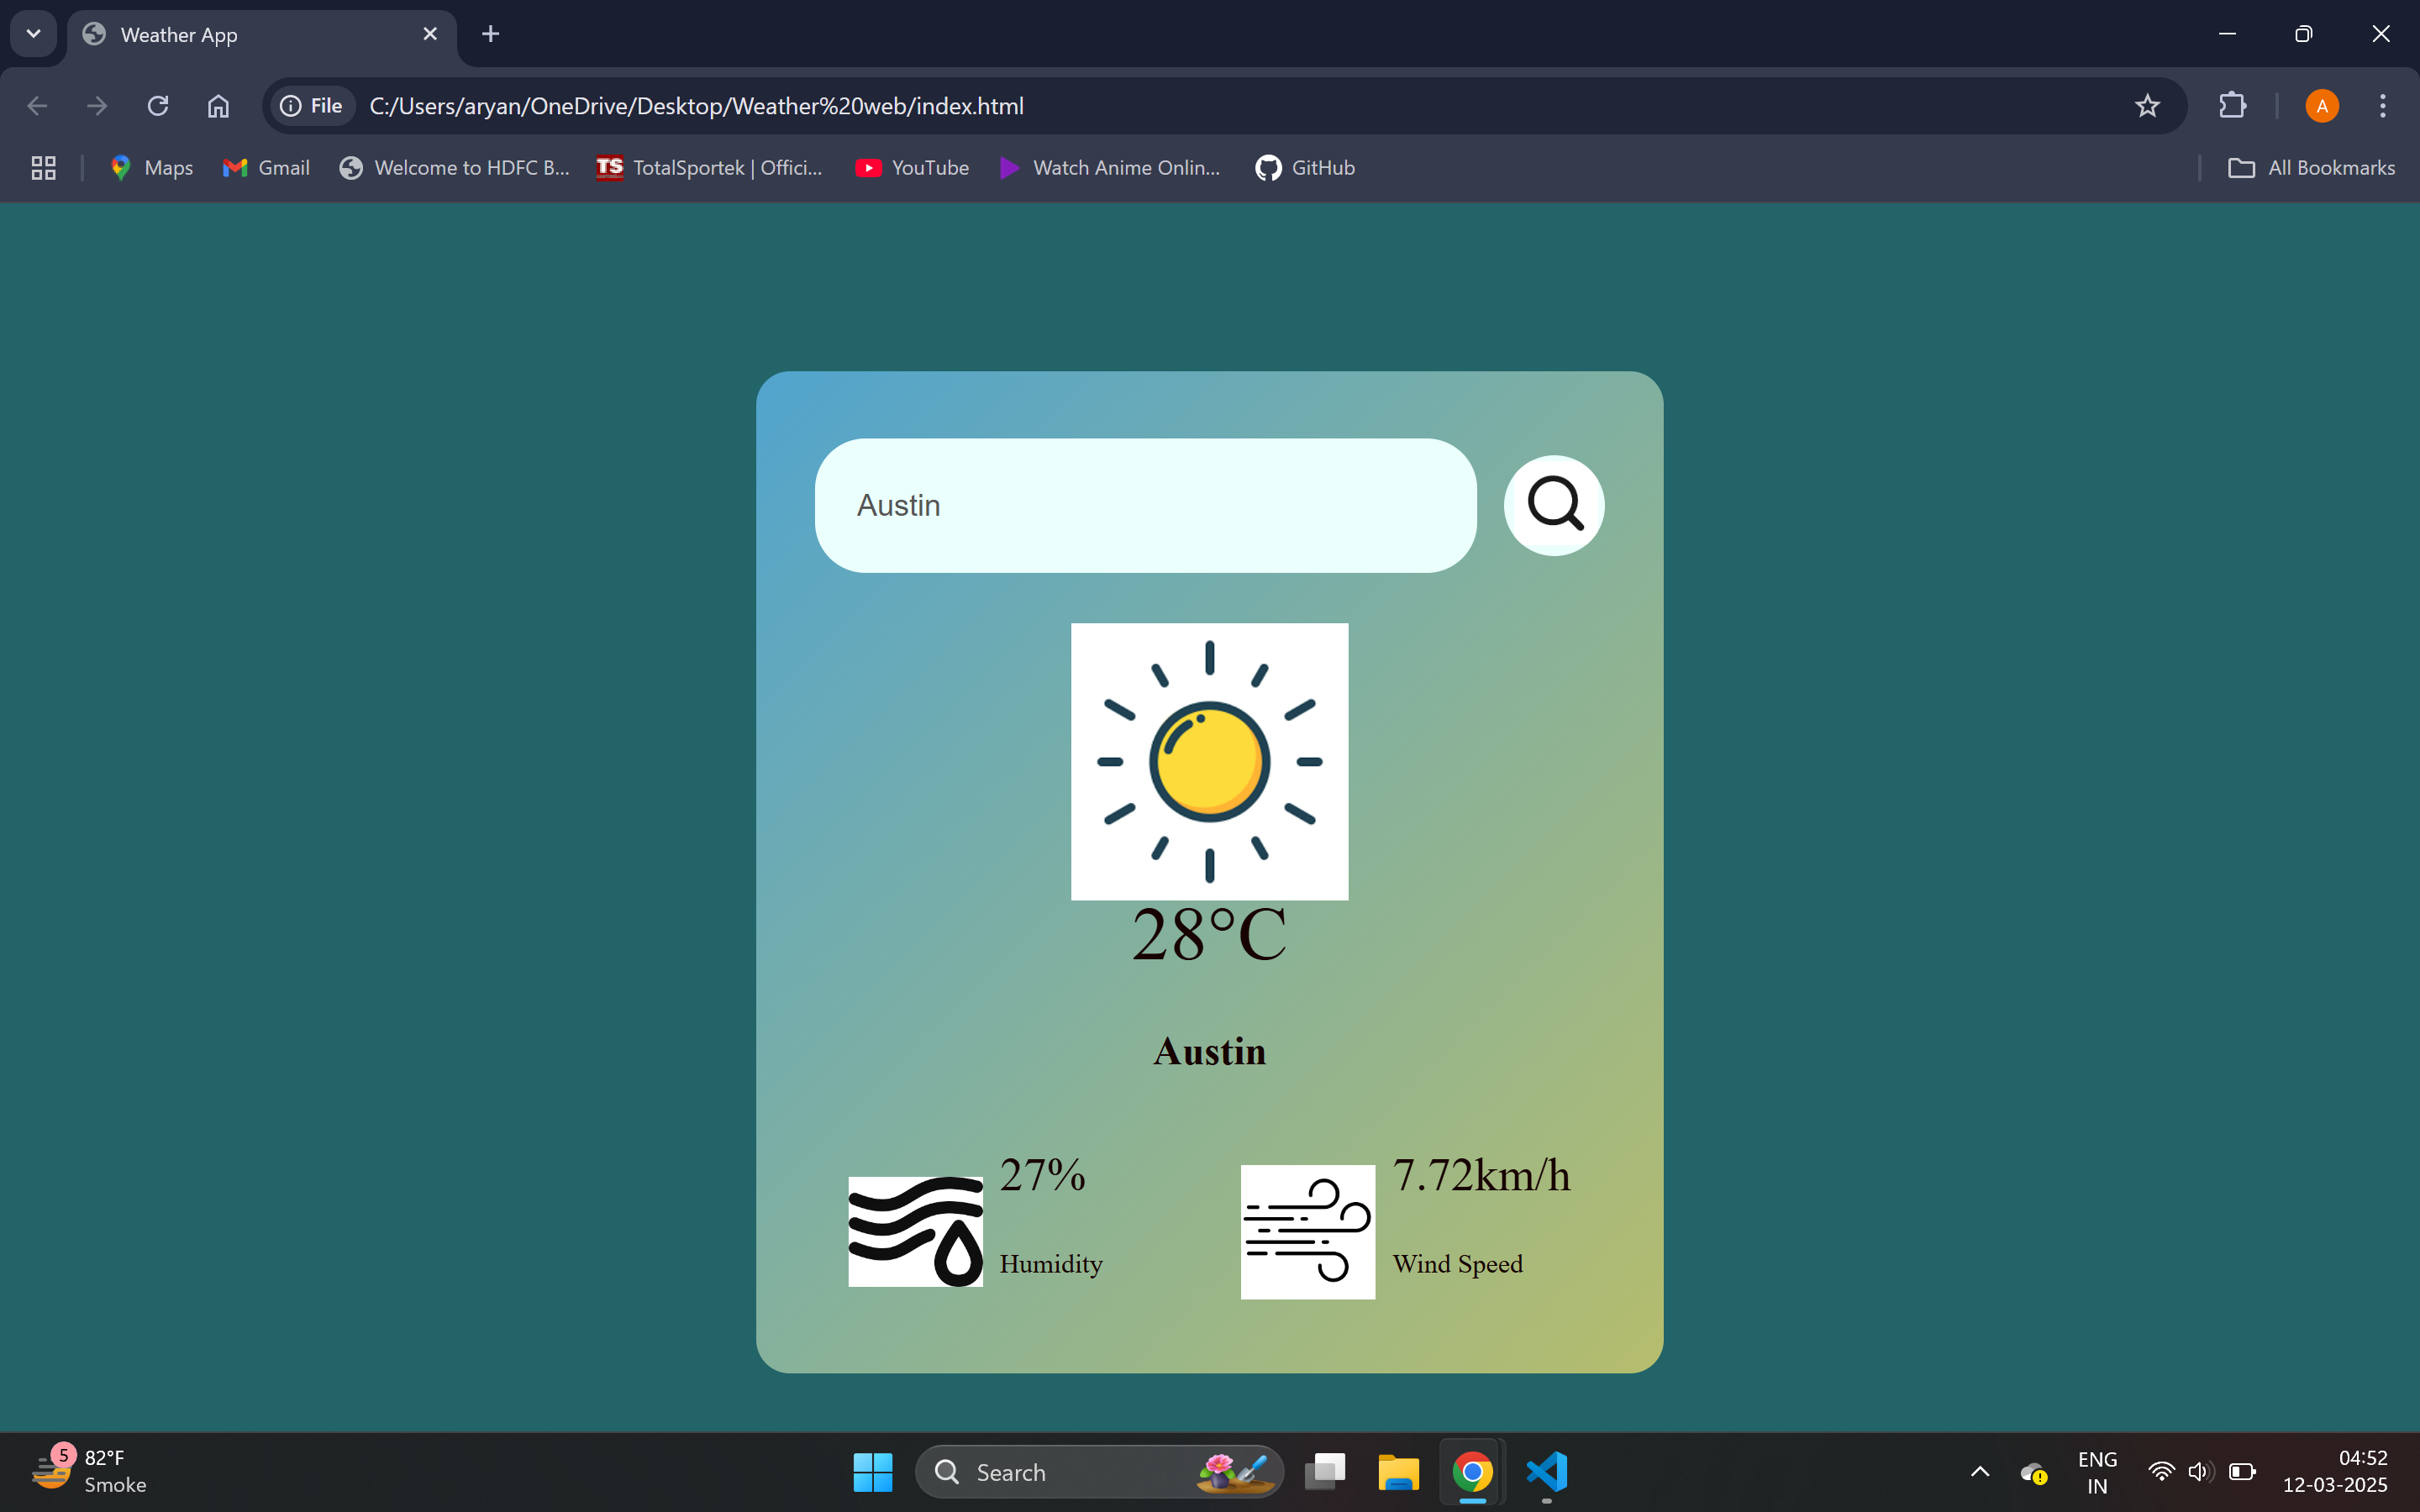 Weather App
File
C:/Users/aryan/OneDrive/Desktop/Weather%20web/index.html
A
Maps
Gmail
Welcome to HDFC B...
TS
TotalSportek | Offici...
YouTube
Watch Anime Onlin...
GitHub
All Bookmarks
Austin
28°C
Austin
27%
Humidity
7.72km/h
Wind Speed
5
82°F
Smoke
Search
ENG
IN
04:52
12-03-2025